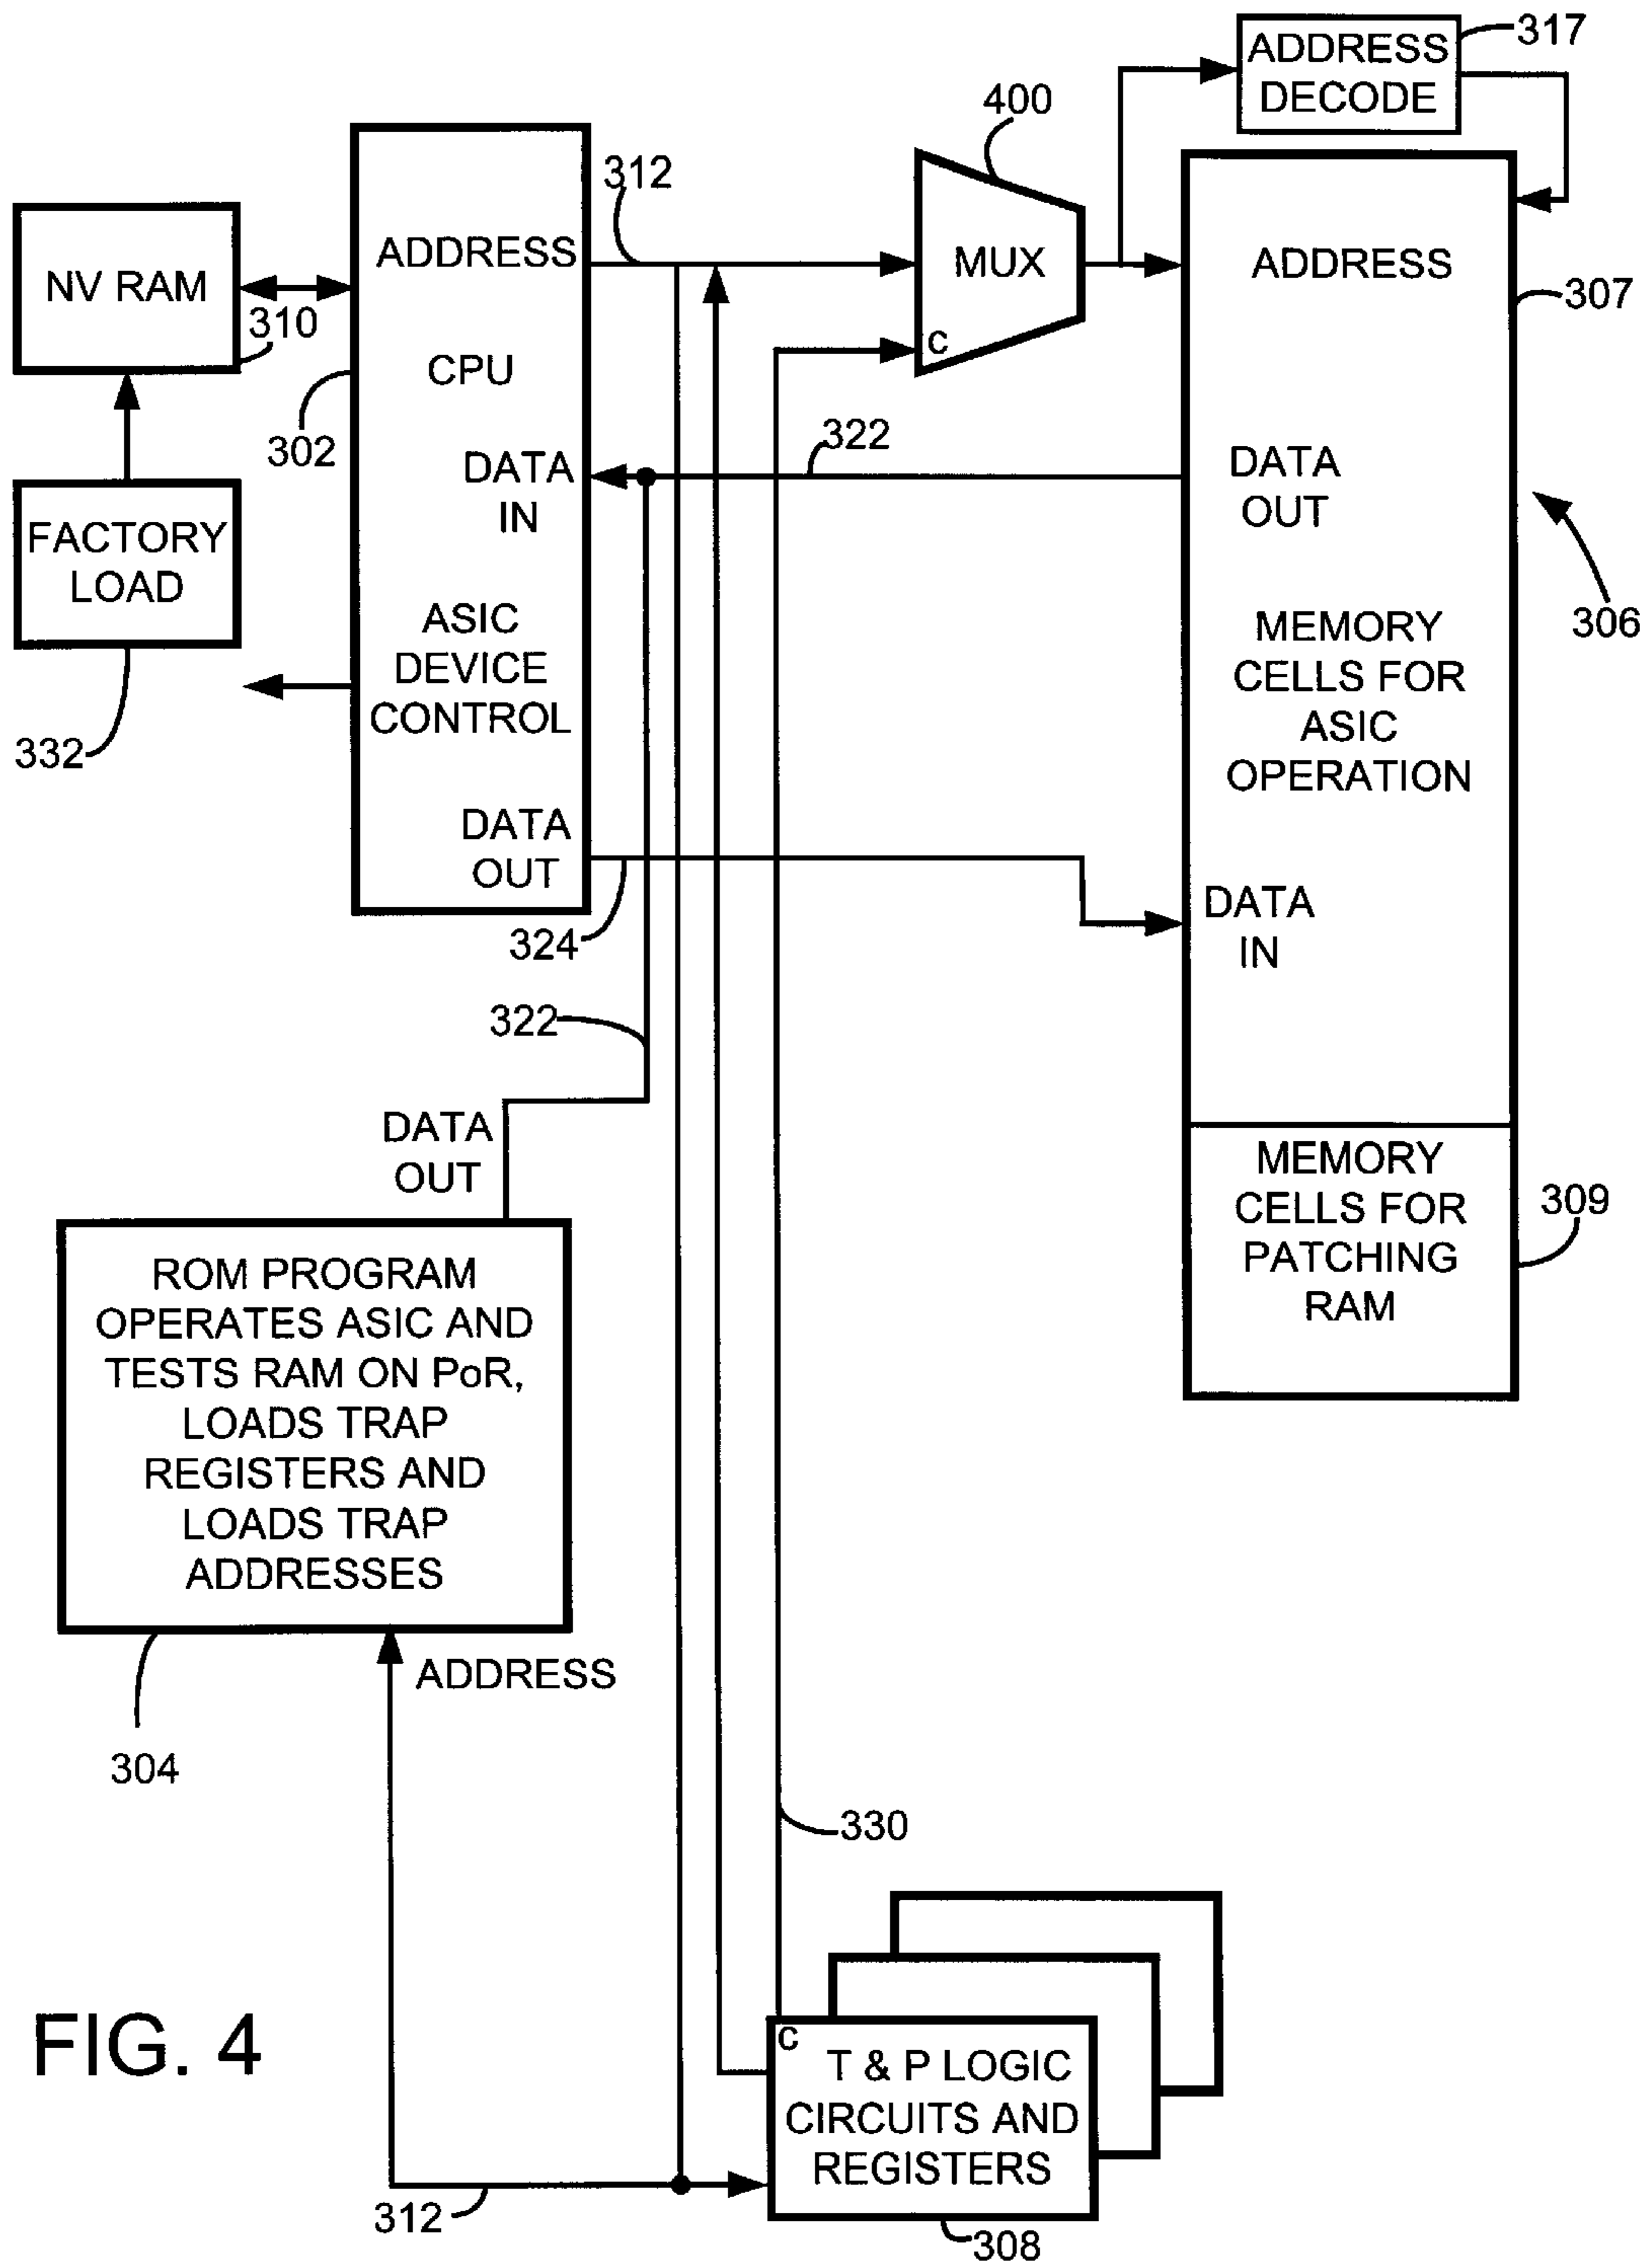 317
ADDRESS
DECODE
400
312
NV RAM
310
ADDRESS
MUX
C
ADDRESS
307
CPU
302
322
DATA
IN
DATA
OUT
FACTORY
LOAD
332
ASIC
DEVICE
CONTROL
306
MEMORY
CELLS FOR
ASIC
OPERATION
DATA
OUT
324
DATA
IN
322
DATA
OUT
MEMORY
CELLS FOR
PATCHING
RAM
309
ROM PROGRAM
OPERATES ASIC AND
TESTS RAM ON PoR,
LOADS TRAP
REGISTERS AND
LOADS TRAP
ADDRESSES
ADDRESS
304
330
FIG. 4
C
T & P LOGIC
CIRCUITS AND
REGISTERS
312
308